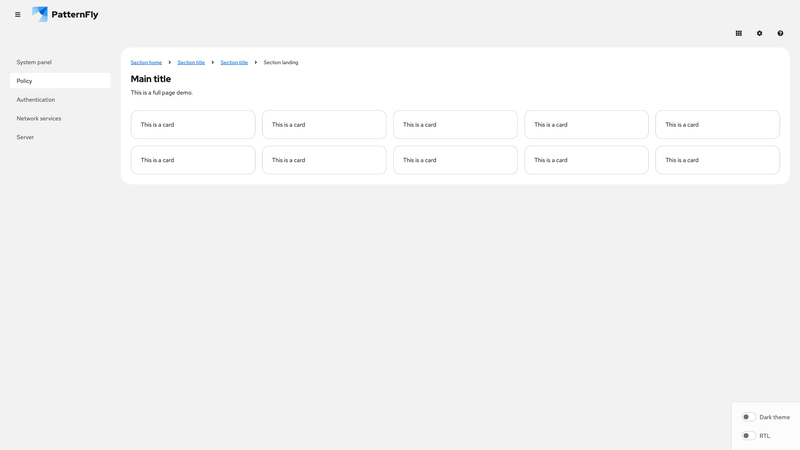 PatternFly
System panel
Policy
Authentication
Network services
Server
Section home > Section title > Section title > Section landing
Main title
This is a full page demo.
This is a card This is a card This is a card This is a card This is a card
This is a card This is a card This is a card This is a card This is a card
Dark theme
RTL